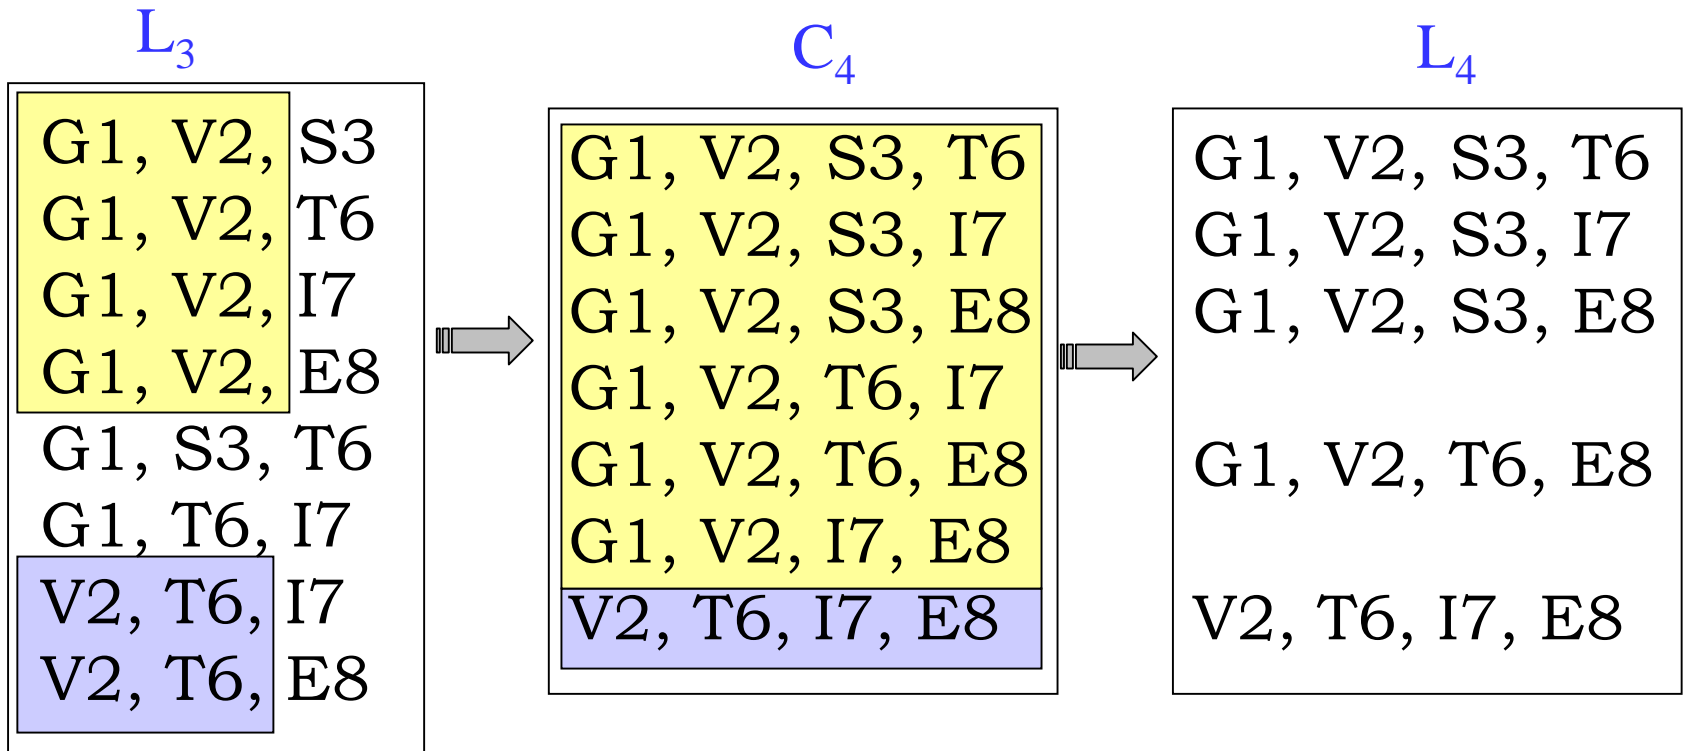 L3
G1, V2, S3
G1, V2, T6
G1, V2, I7
G1, V2, E8
G1, S3, T6
G1, T6, I7
V2, T6, I7
V2, T6, E8
C4
G1, V2, S3, T6
G1, V2, S3, I7
G1, V2, S3, E8
G1, V2, T6, I7
G1, V2, T6, E8
G1, V2, I7, E8
V2, T6, I7, E8
L4
G1, V2, S3, T6
G1, V2, S3, I7
G1, V2, S3, E8
G1, V2, T6, E8
V2, T6, I7, E8